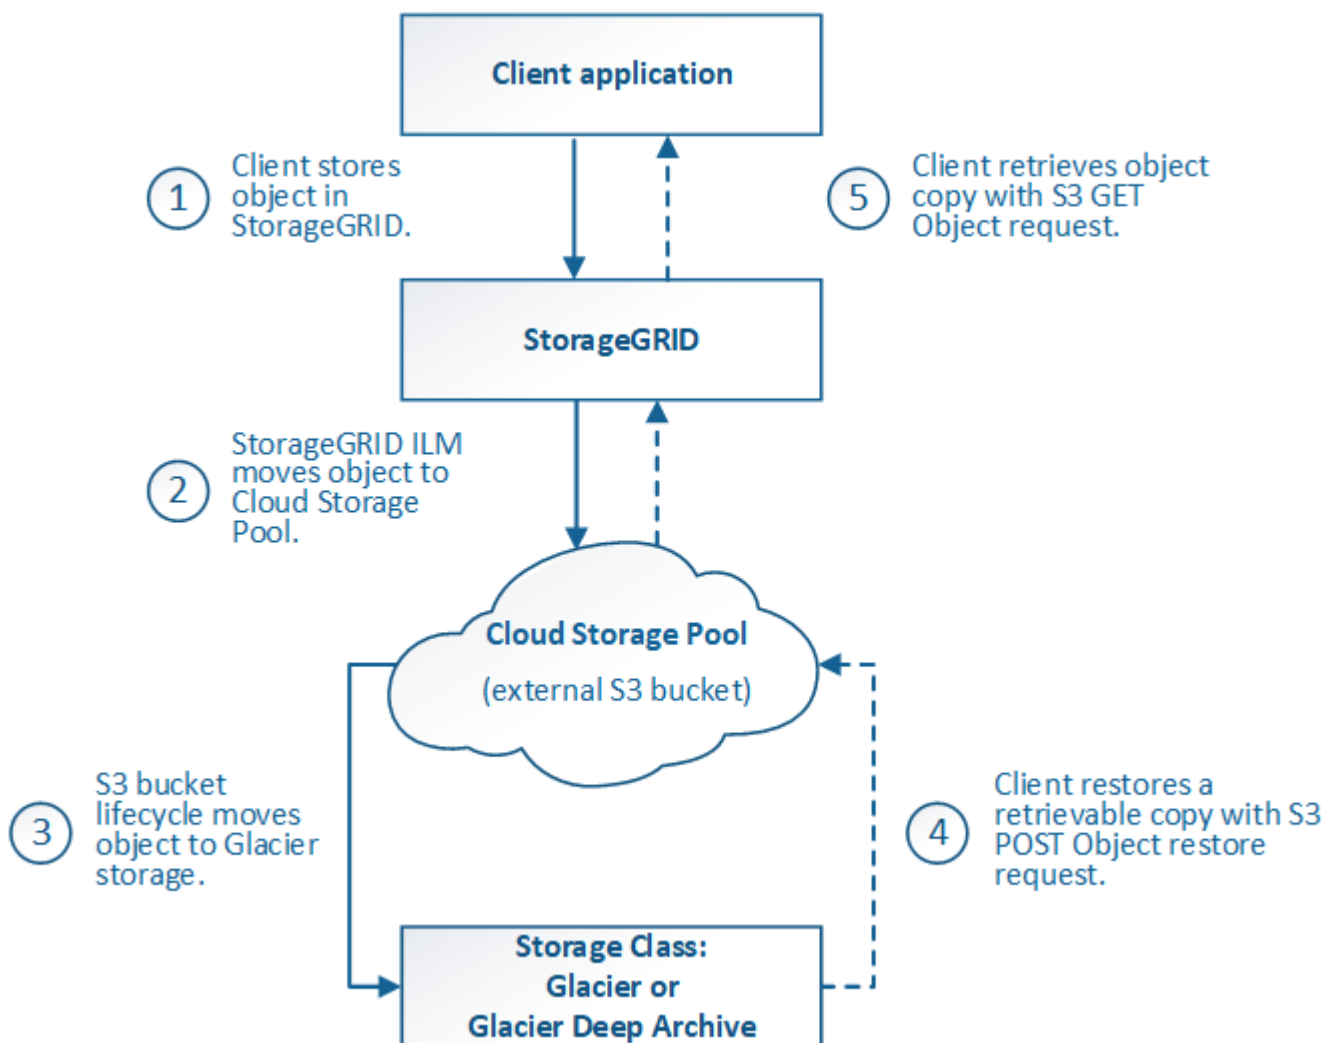 Client application
1
Client stores
object in
StorageGRID.
5
Client retrieves object
copy with S3 GET
Object request.
StorageGRID
2
StorageGRID ILM
moves object to
Cloud Storage
Pool.
Cloud Storage Pool
(external S3 bucket)
3
S3 bucket
lifecycle moves
object to Glacier
storage.
4
Client restores a
retrievable copy with S3
POST Object restore
request.
Storage Class:
Glacier or
Glacier Deep Archive